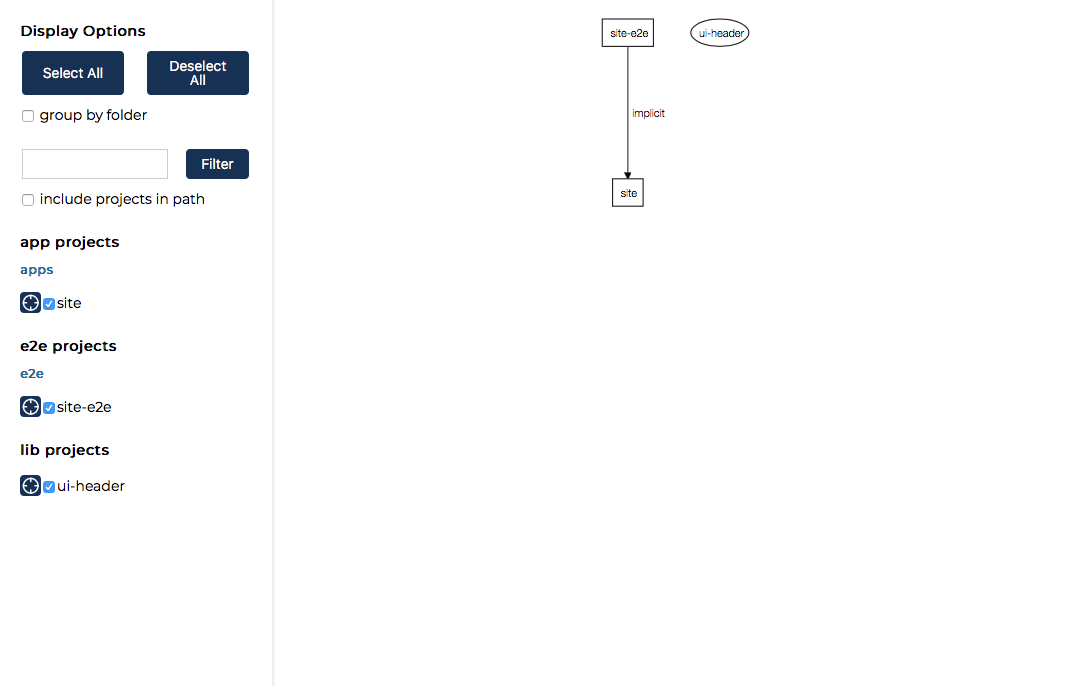 Display Options
Select All
Deselect
All
group by folder
Filter
include projects in path
app projects
apps
site
e2e projects
e2e
site-e2e
lib projects
ui-header
site-e2e
ui-header
implicit
site